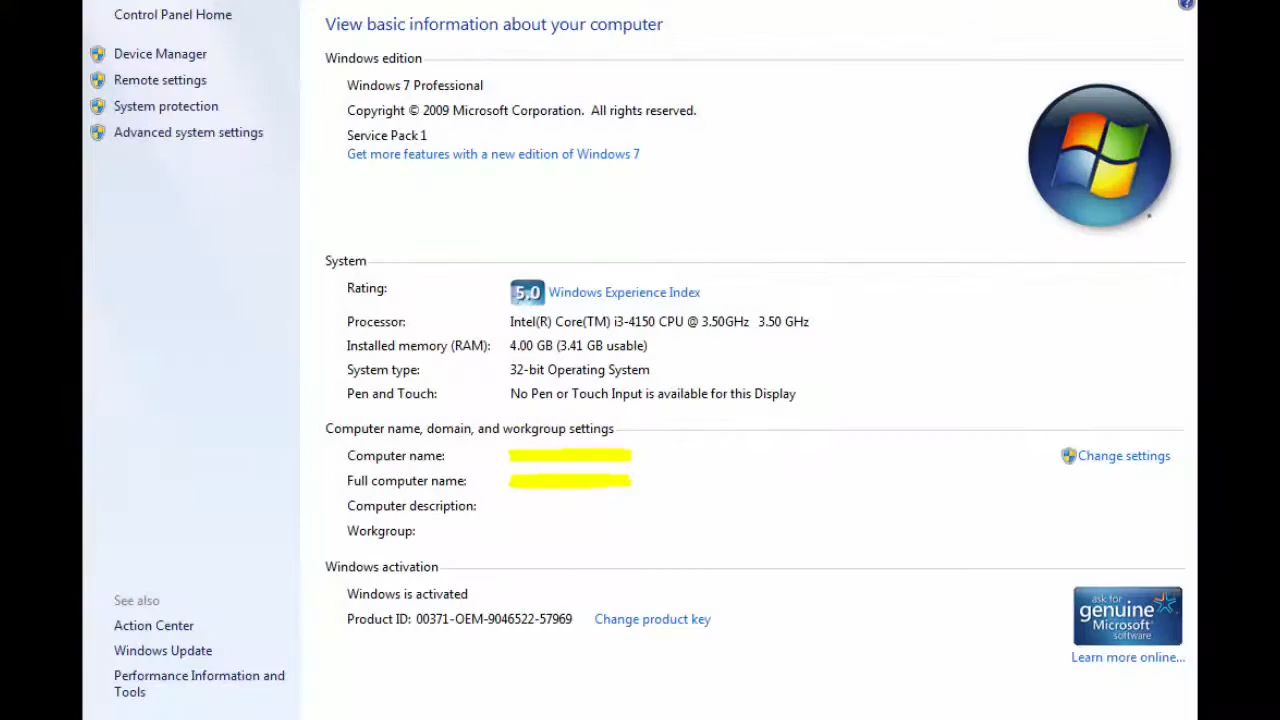 Control Panel Home
Device Manager
Remote settings
System protection
Advanced system settings
See also
Action Center
Windows Update
Performance Information and
Tools
View basic information about your computer
Windows edition
Windows 7 Professional
Copyright © 2009 Microsoft Corporation. All rights reserved.
Service Pack 1
Get more features with a new edition of Windows 7
System
Rating: 5.0 Windows Experience Index
Processor: Intel(R) Core(TM) i3-4150 CPU @ 3.50GHz 3.50 GHz
Installed memory (RAM): 4.00 GB (3.41 GB usable)
System type: 32-bit Operating System
Pen and Touch: No Pen or Touch Input is available for this Display
Computer name, domain, and workgroup settings
Computer name: Change settings
Full computer name:
Computer description:
Workgroup:
Windows activation
Windows is activated
Product ID: 00371-OEM-9046522-57969 Change product key
ask for
genuine
Microsoft
software
Learn more online...